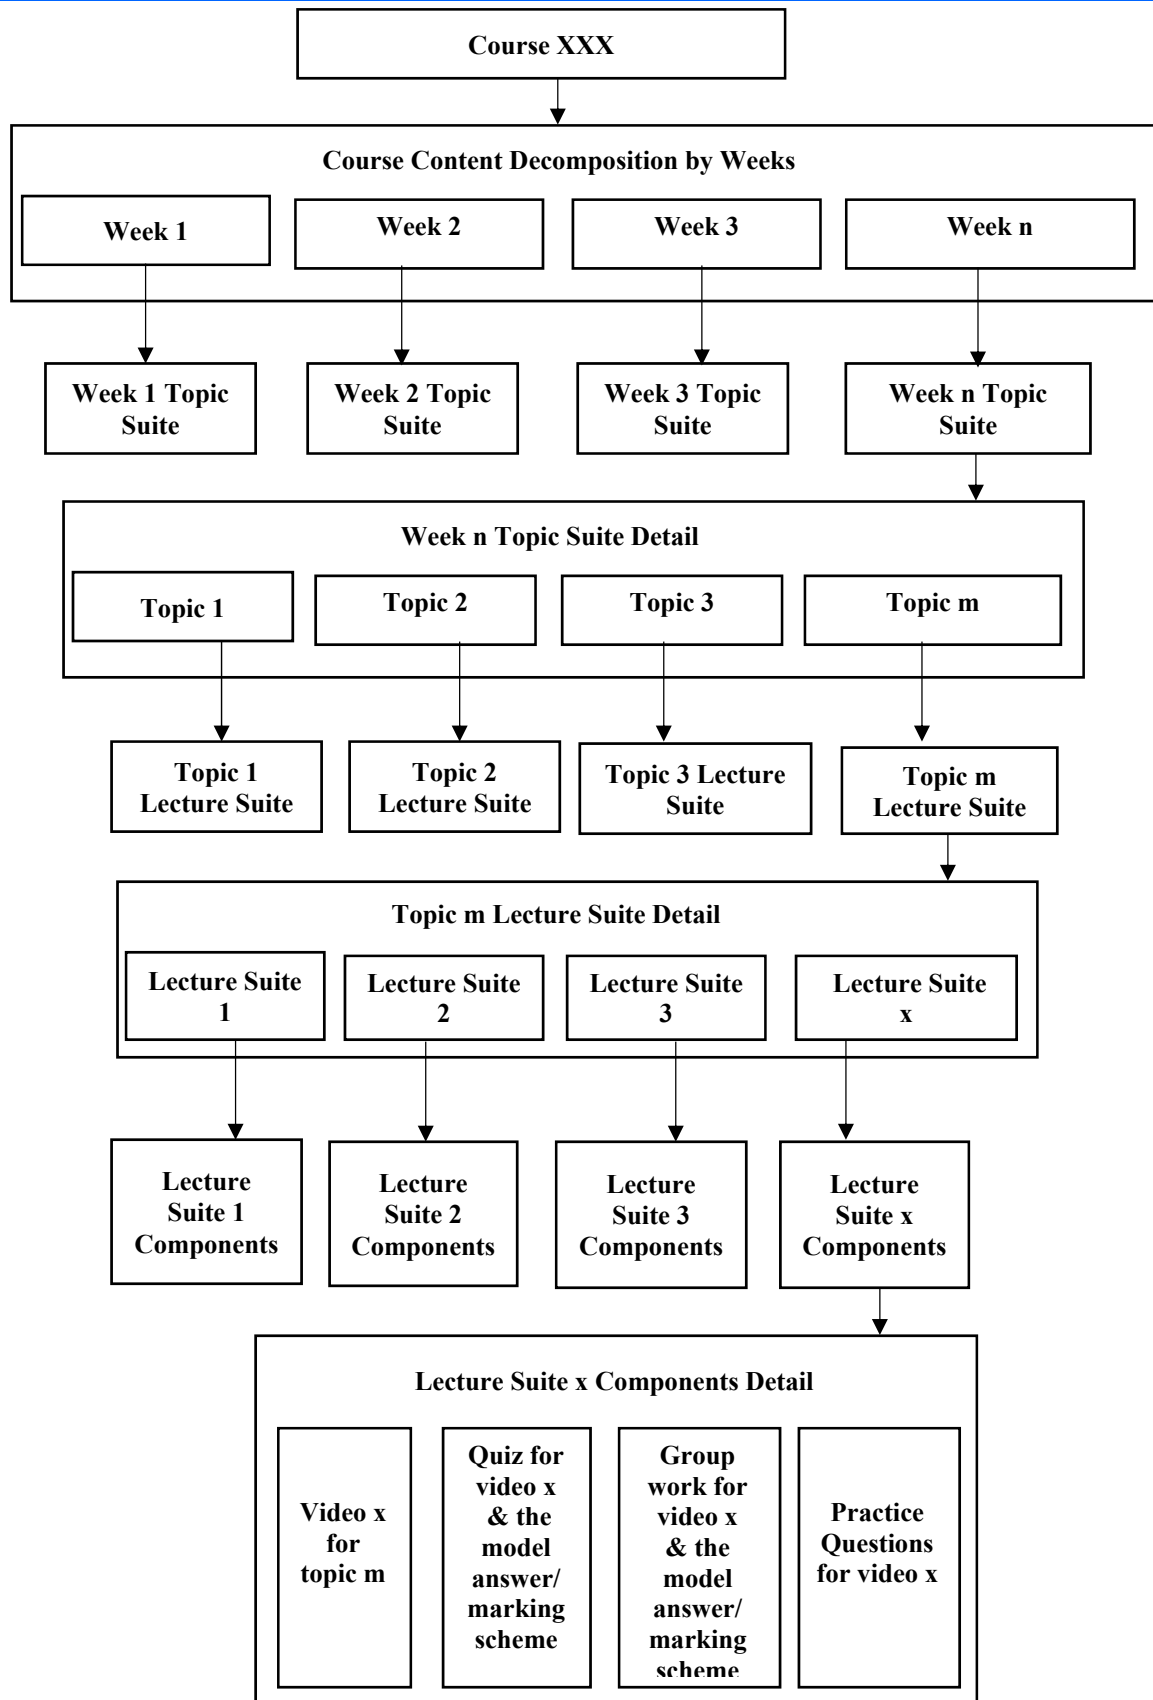 Course XXX
Course Content Decomposition by Weeks
Week 1
Week 2
Week 3
Week n
Week 1 Topic
Suite
Week 2 Topic
Suite
Week 3 Topic
Suite
Week n Topic
Suite
Week n Topic Suite Detail
Topic 1
Topic 2
Topic 3
Topic m
Topic 1
Lecture Suite
Topic 2
Lecture Suite
Topic 3 Lecture
Suite
Topic m
Lecture Suite
Topic m Lecture Suite Detail
Lecture Suite
1
Lecture Suite
2
Lecture Suite
3
Lecture Suite
x
Lecture
Suite 1
Components
Lecture
Suite 2
Components
Lecture
Suite 3
Components
Lecture
Suite x
Components
Lecture Suite x Components Detail
Video x
for
topic m
Quiz for
video x
& the
model
answer/
marking
scheme
Group
work for
video x
& the
model
answer/
marking
scheme
Practice
Questions
for video x